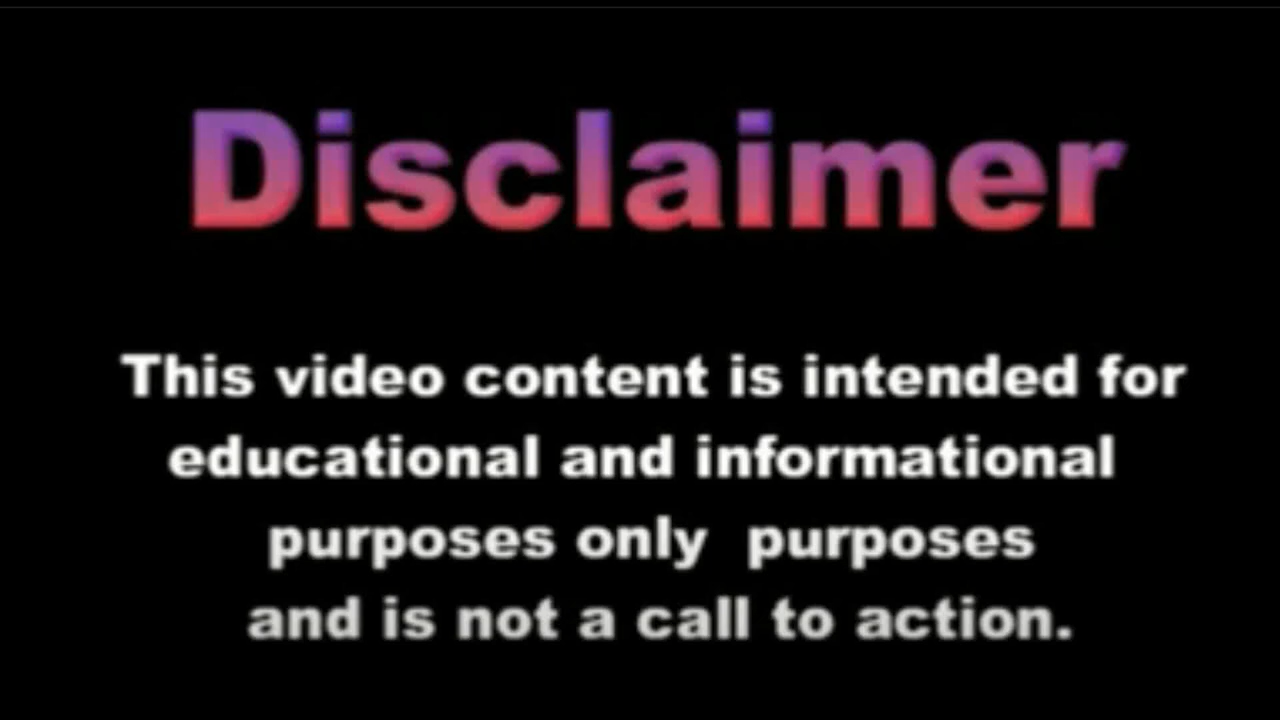 Disclaimer
This video content is intended for
educational and informational
purposes only  purposes
and is not a call to action.